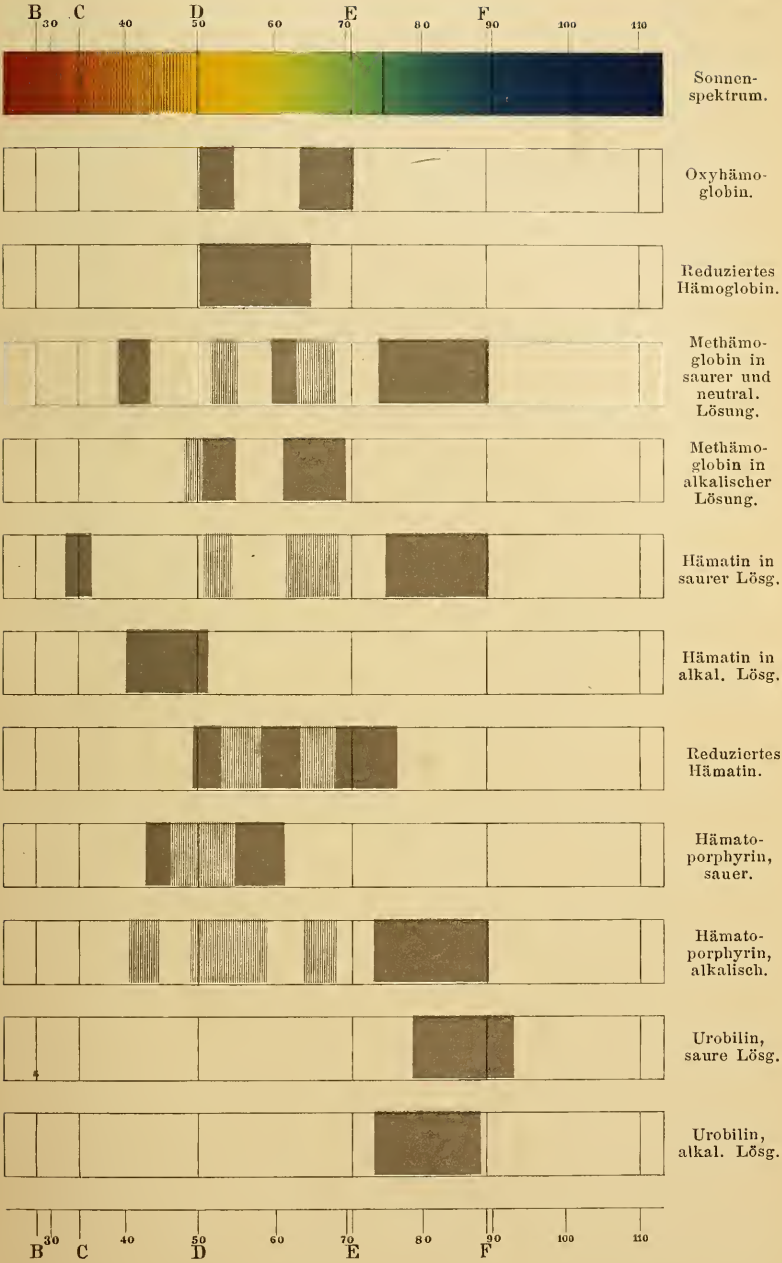 B C D E F
30 40 50 60 70 80 90 100 110
Sonnen-
spektrum.
Oxyhämo-
globin.
Reduziertes
Hämoglobin.
Methämo-
globin in
saurer und
neutral.
Lösung.
Methämo-
globin in
alkalischer
Lösung.
Hämatin in
saurer Lösg.
Hämatin in
alkal. Lösg.
Reduziertes
Hämatin.
Hämato-
porphyrin,
sauer.
Hämato-
porphyrin,
alkalisch.
Urobilin,
saure Lösg.
Urobilin,
alkal. Lösg.
30 40 50 60 70 80 90 100 110
B C D E F